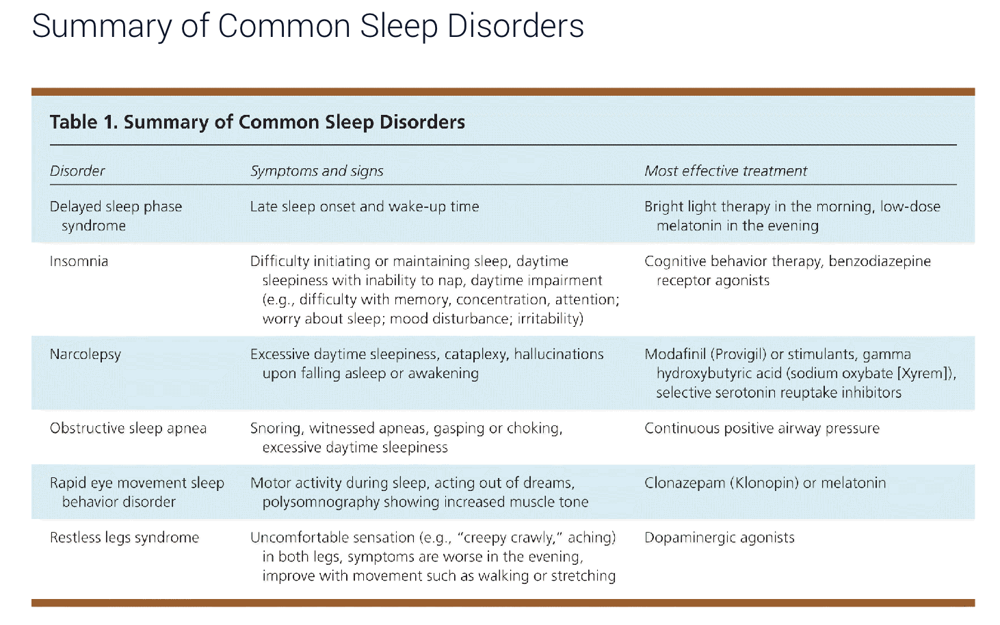 Summary of Common Sleep Disorders
Table 1. Summary of Common Sleep Disorders
Disorder Symptoms and signs Most effective treatment
Delayed sleep phase Late sleep onset and wake-up time Bright light therapy in the morning, low-dose
syndrome melatonin in the evening
Insomnia Difficulty initiating or maintaining sleep, daytime Cognitive behavior therapy, benzodiazepine
sleepiness with inability to nap, daytime impairment receptor agonists
(e.g., difficulty with memory, concentration, attention;
worry about sleep; mood disturbance; irritability)
Narcolepsy Excessive daytime sleepiness, cataplexy, hallucinations Modafinil (Provigil) or stimulants, gamma
upon falling asleep or awakening hydroxybutyric acid (sodium oxybate [Xyrem]),
selective serotonin reuptake inhibitors
Obstructive sleep apnea Snoring, witnessed apneas, gasping or choking, Continuous positive airway pressure
excessive daytime sleepiness
Rapid eye movement sleep Motor activity during sleep, acting out of dreams, Clonazepam (Klonopin) or melatonin
behavior disorder polysomnography showing increased muscle tone
Restless legs syndrome Uncomfortable sensation (e.g., “creepy crawly,” aching) Dopaminergic agonists
in both legs, symptoms are worse in the evening,
improve with movement such as walking or stretching